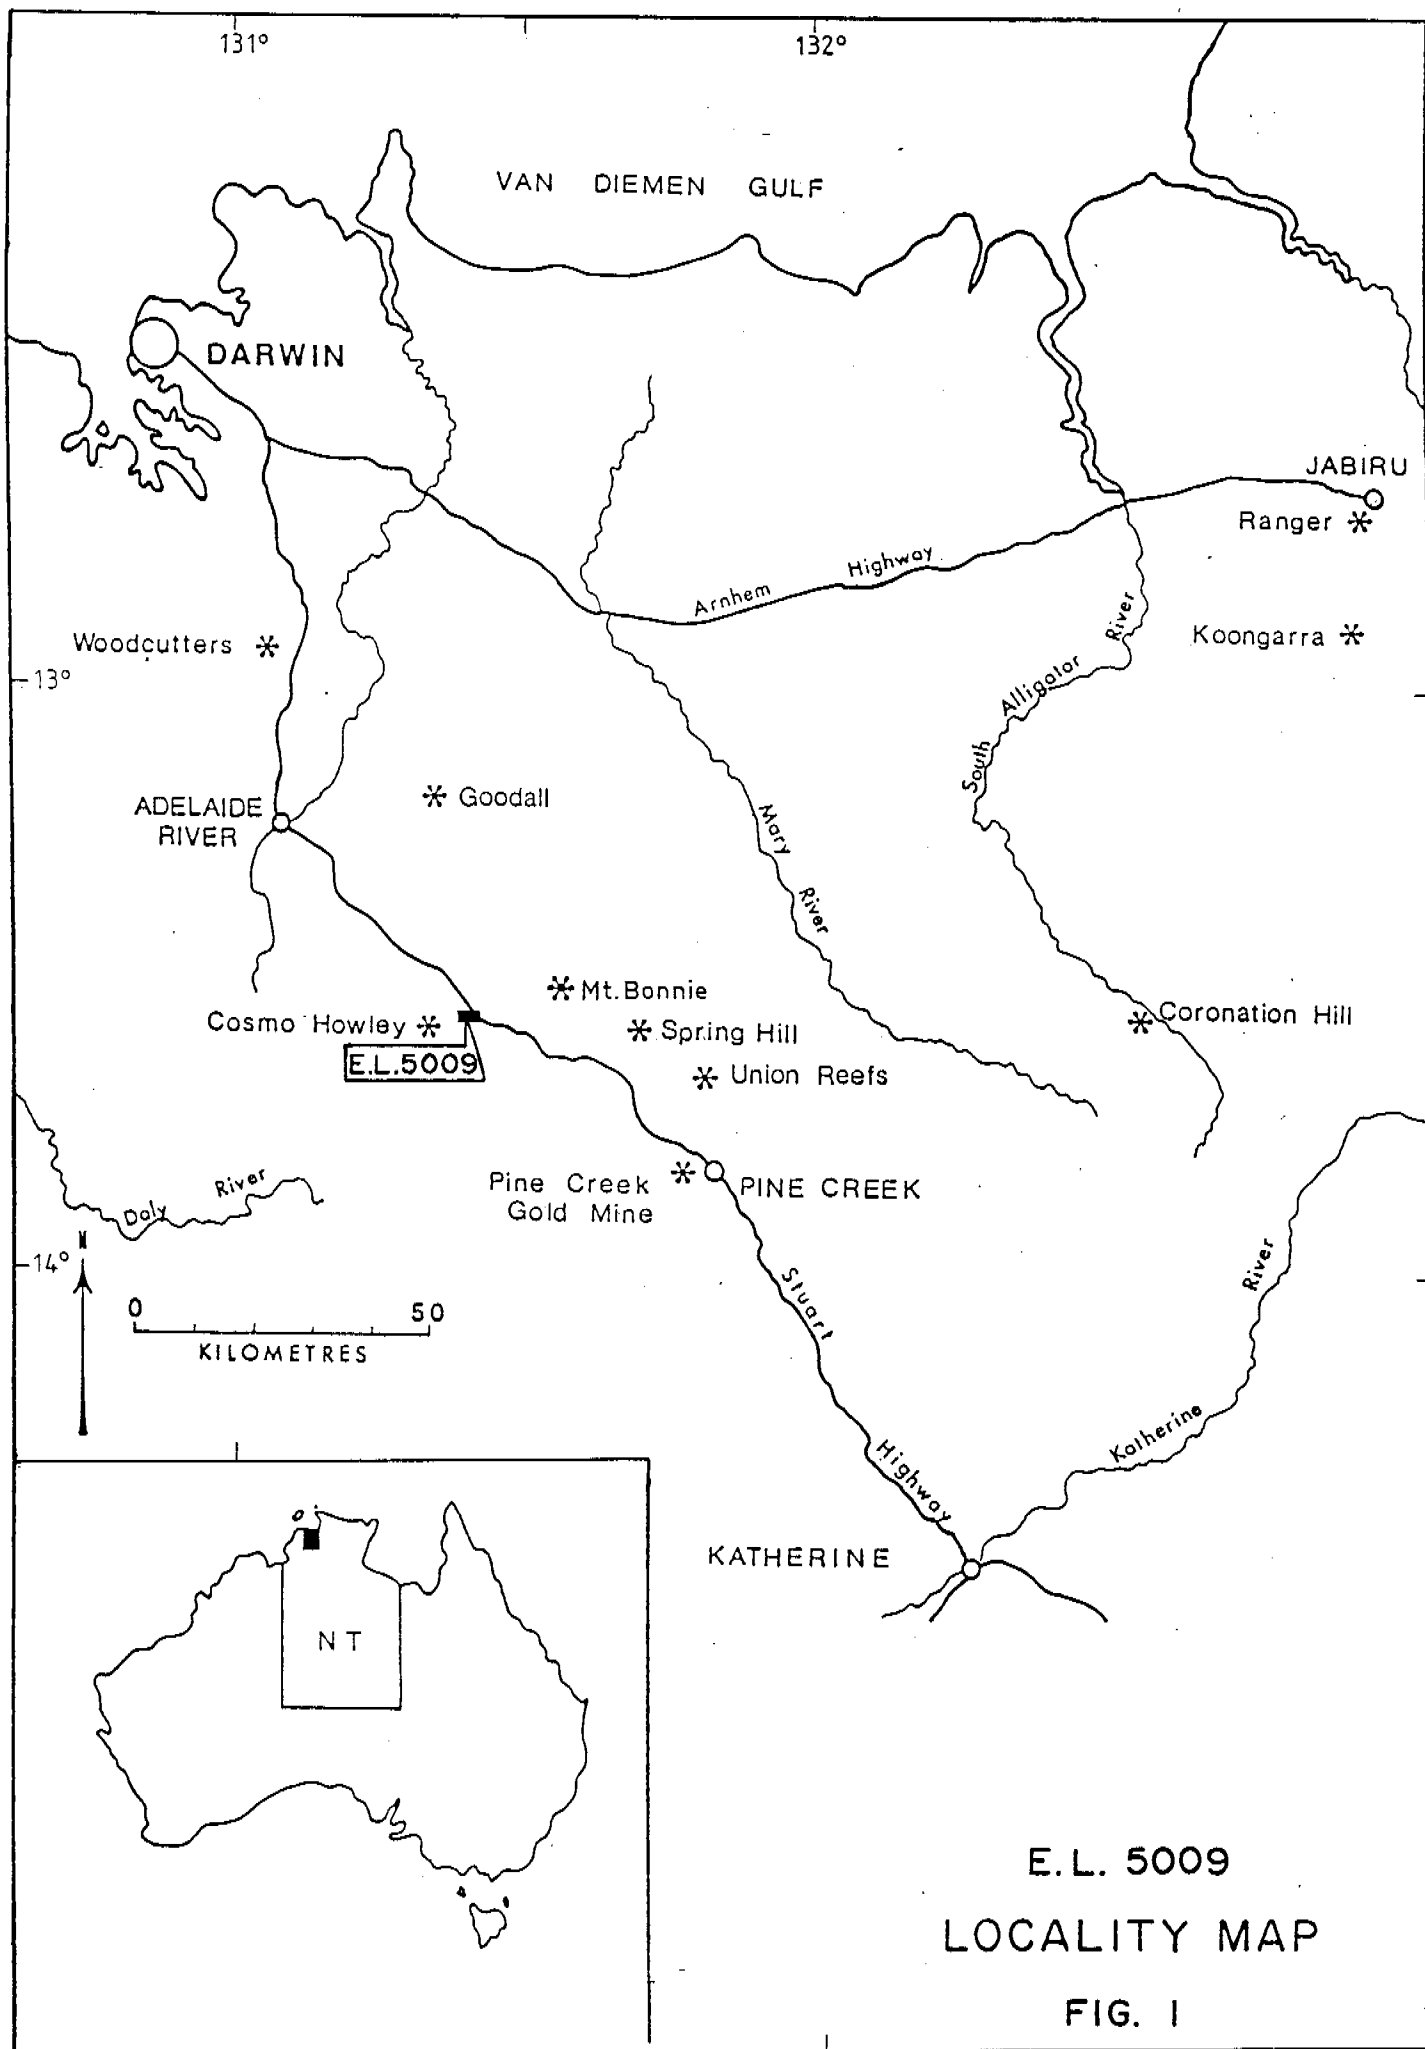 131°
132°
VAN DIEMEN GULF
DARWIN
JABIRU
Ranger
Arnhem Highway
Woodcutters
Koongarra
13°
South Alligator River
Goodall
ADELAIDE
RIVER
Mary River
Mt. Bonnie
Cosmo Howley
Spring Hill
Coronation Hill
E.L.5009
Union Reefs
Pine Creek
Gold Mine
PINE CREEK
Daly River
N
14°
0 50
KILOMETRES
Stuart Highway
Katherine River
KATHERINE
NT
E.L. 5009
LOCALITY MAP
FIG. 1